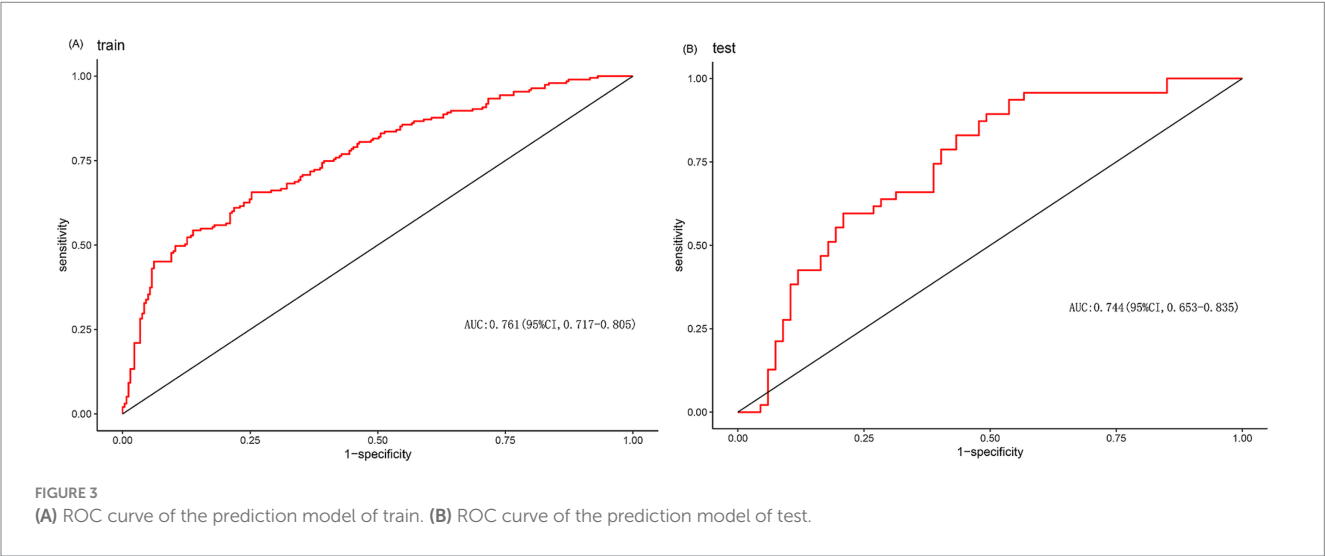 (A) train
1.00
0.75
0.50
0.25
0.00
sensitivity
AUC:0.761(95%CI,0.717-0.805)
0.00 0.25 0.50 0.75 1.00
1−specificity
(B) test
1.00
0.75
0.50
0.25
0.00
sensitivity
AUC:0.744(95%CI,0.653-0.835)
0.00 0.25 0.50 0.75 1.00
1−specificity
FIGURE 3
(A) ROC curve of the prediction model of train. (B) ROC curve of the prediction model of test.